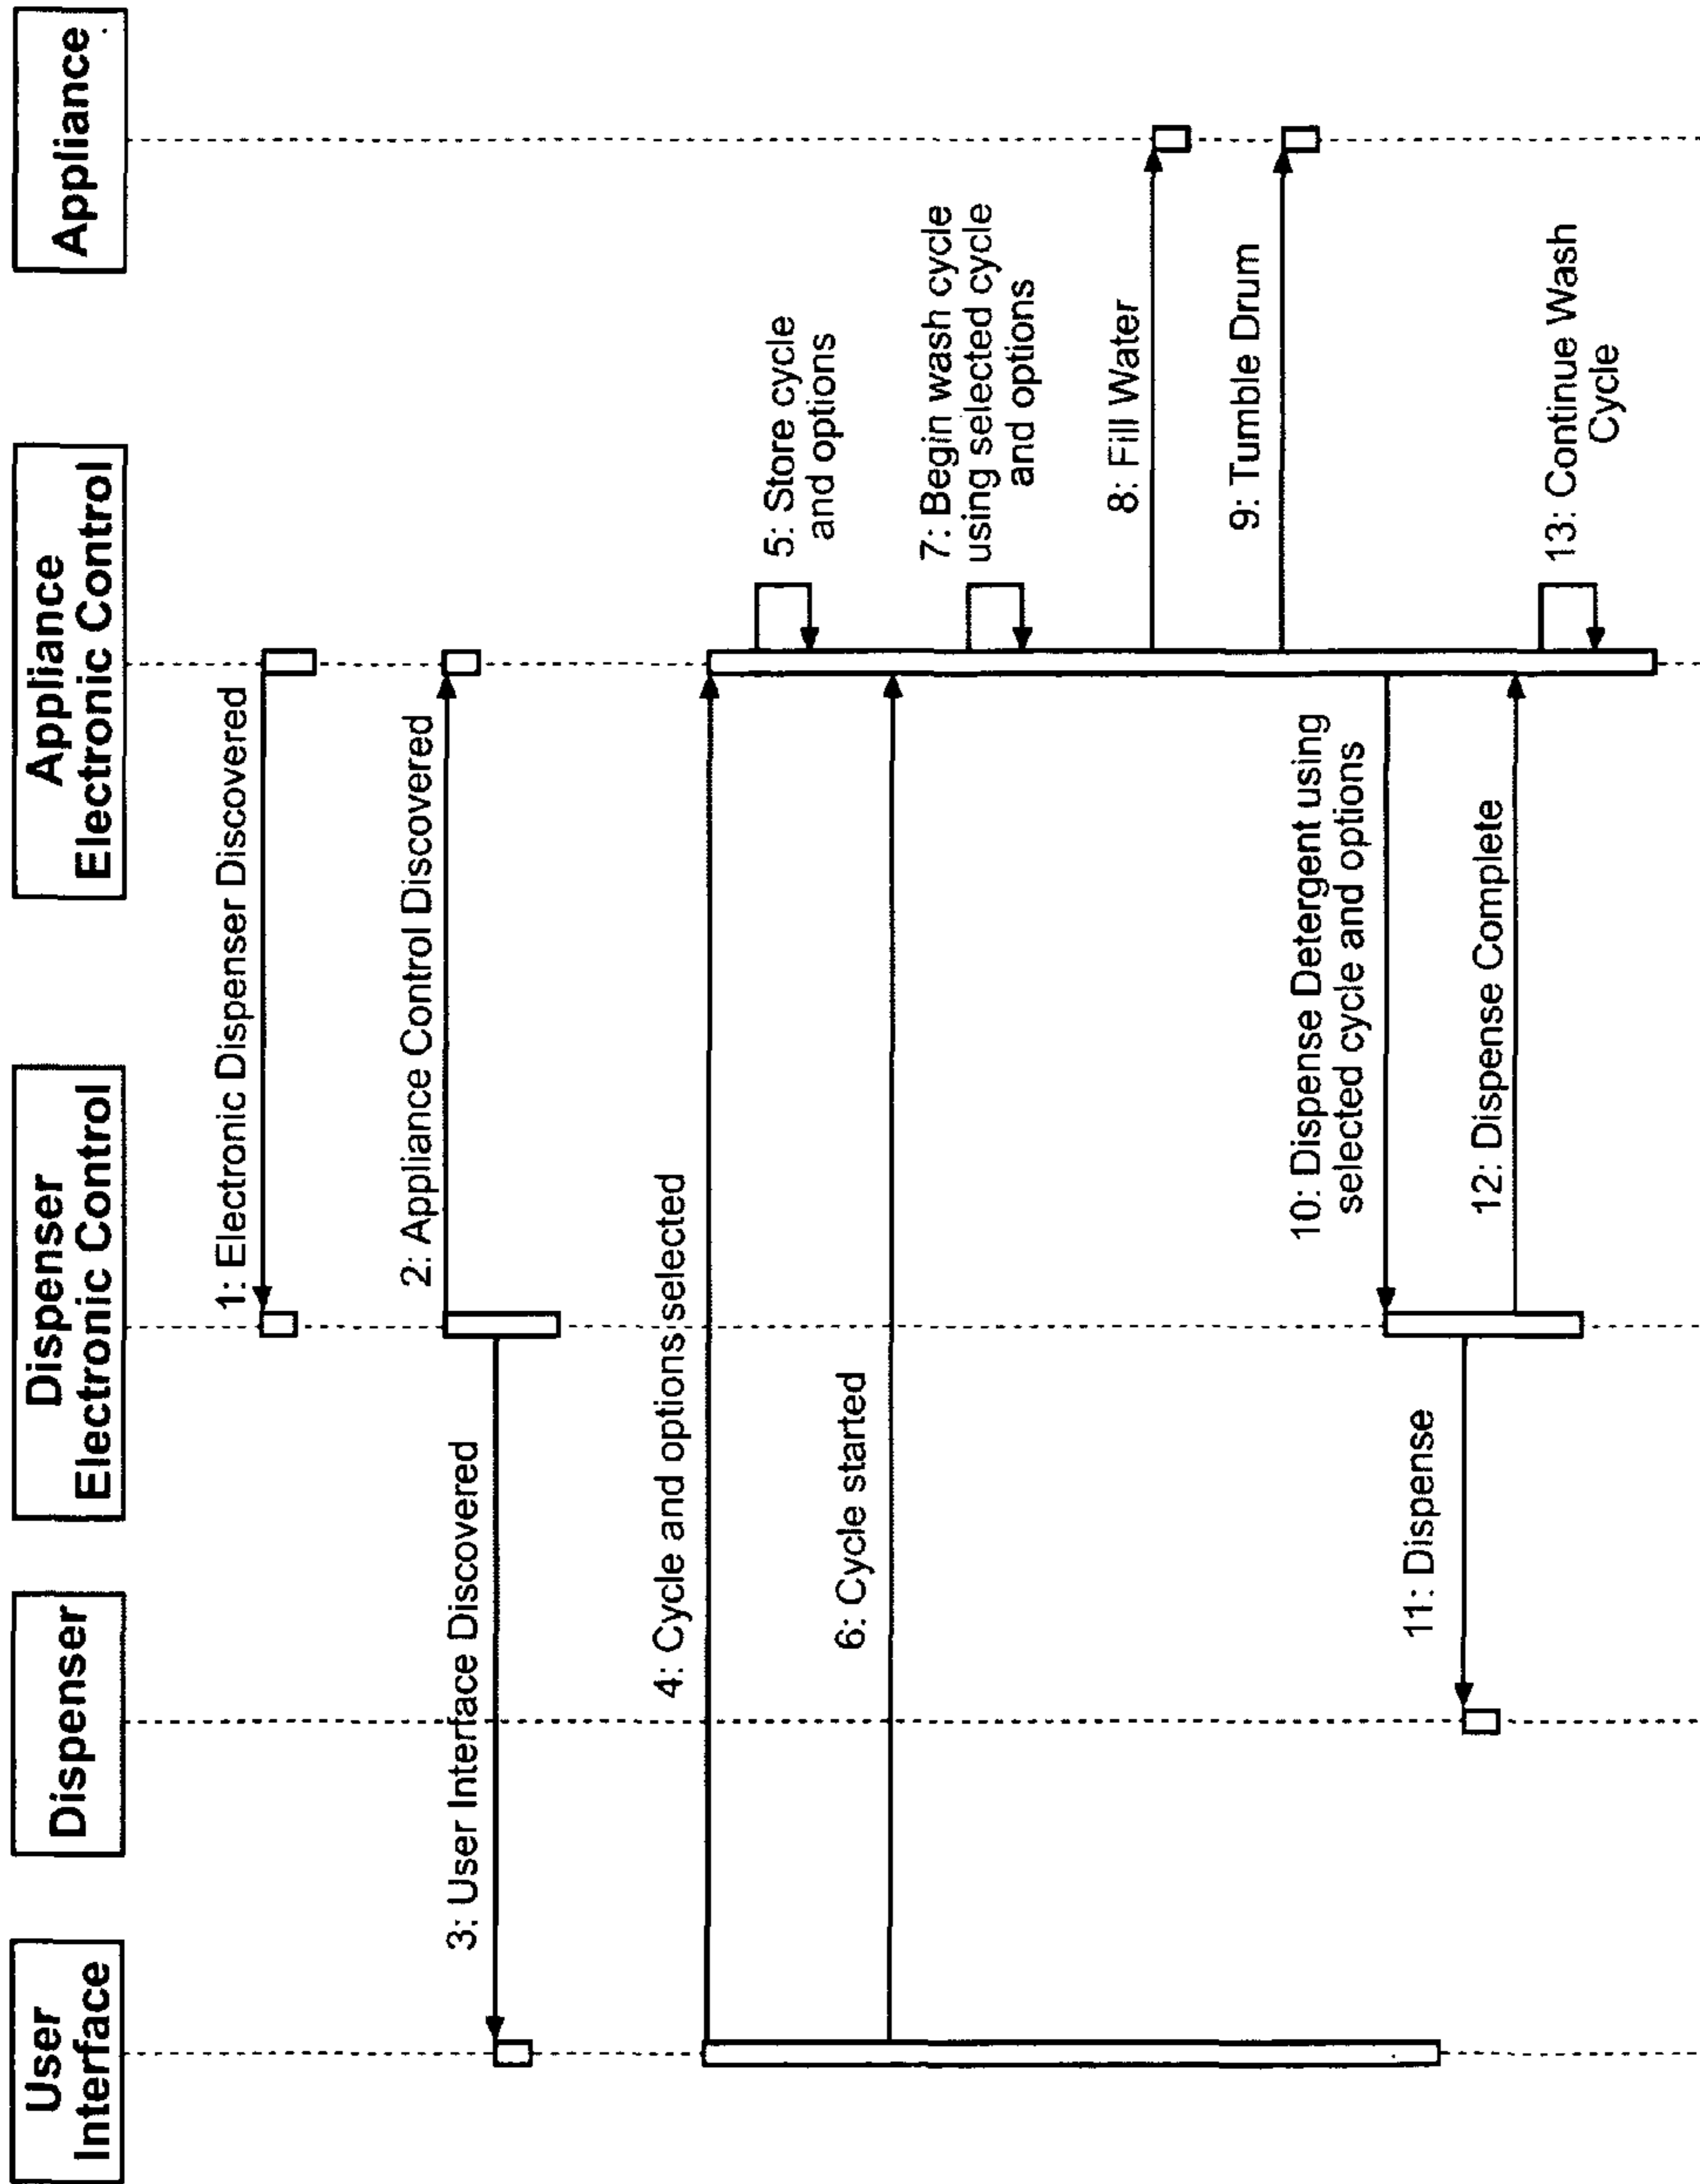 User
Interface
Dispenser
Dispenser
Electronic Control
Appliance
Electronic Control
Appliance
1: Electronic Dispenser Discovered
2: Appliance Control Discovered
3: User Interface Discovered
4: Cycle and options selected
5: Store cycle
and options
6: Cycle started
7: Begin wash cycle
using selected cycle
and options
8: Fill Water
9: Tumble Drum
10: Dispense Detergent using
selected cycle and options
11: Dispense
12: Dispense Complete
13: Continue Wash
Cycle